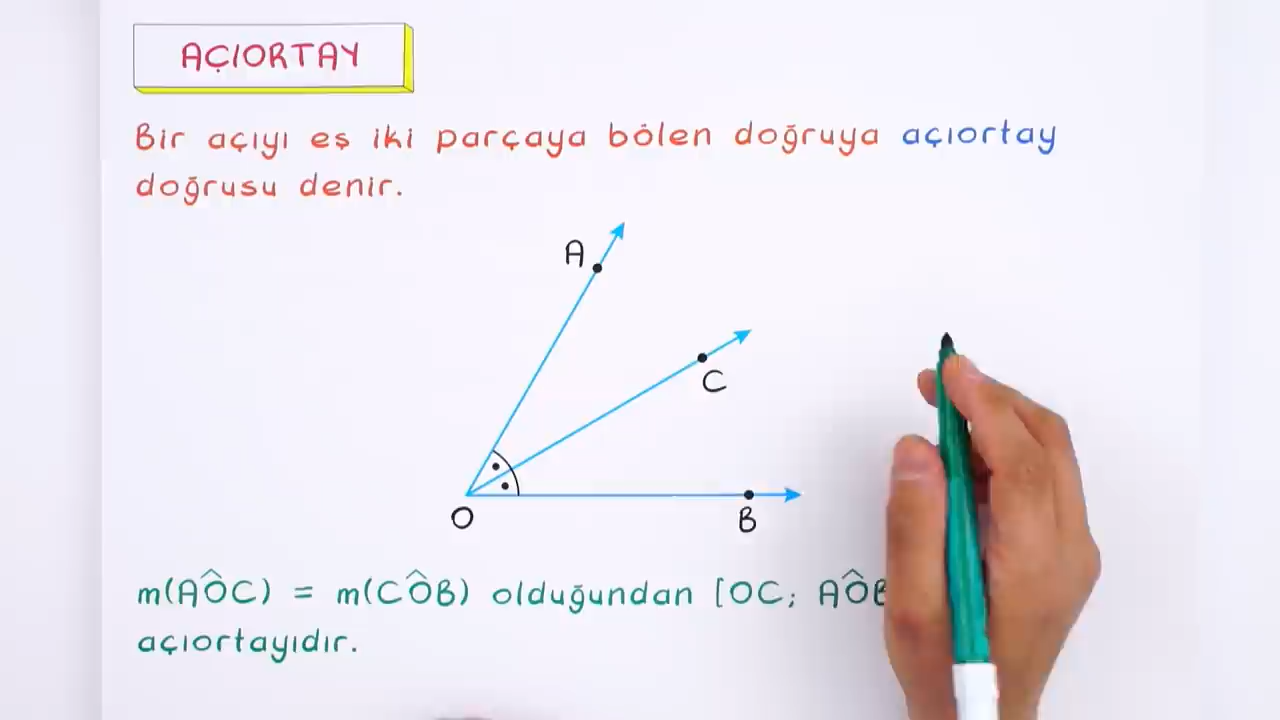 AÇIORTAY
Bir açıyı eş iki parçaya bölen doğruya açıortay
doğrusu denir.
A
C
O
B
m(AÔC) = m(CÔB) olduğundan [OC; AÔB
açıortayıdır.